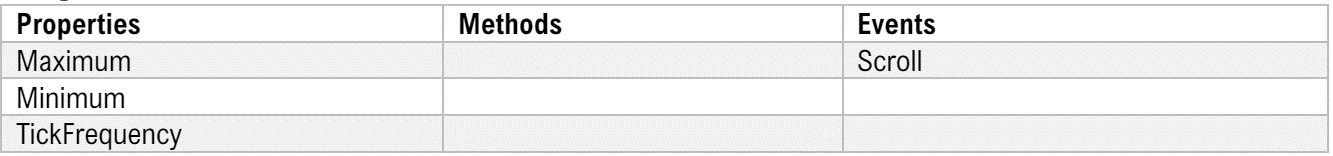 Properties Methods Events
Maximum Scroll
Minimum
TickFrequency